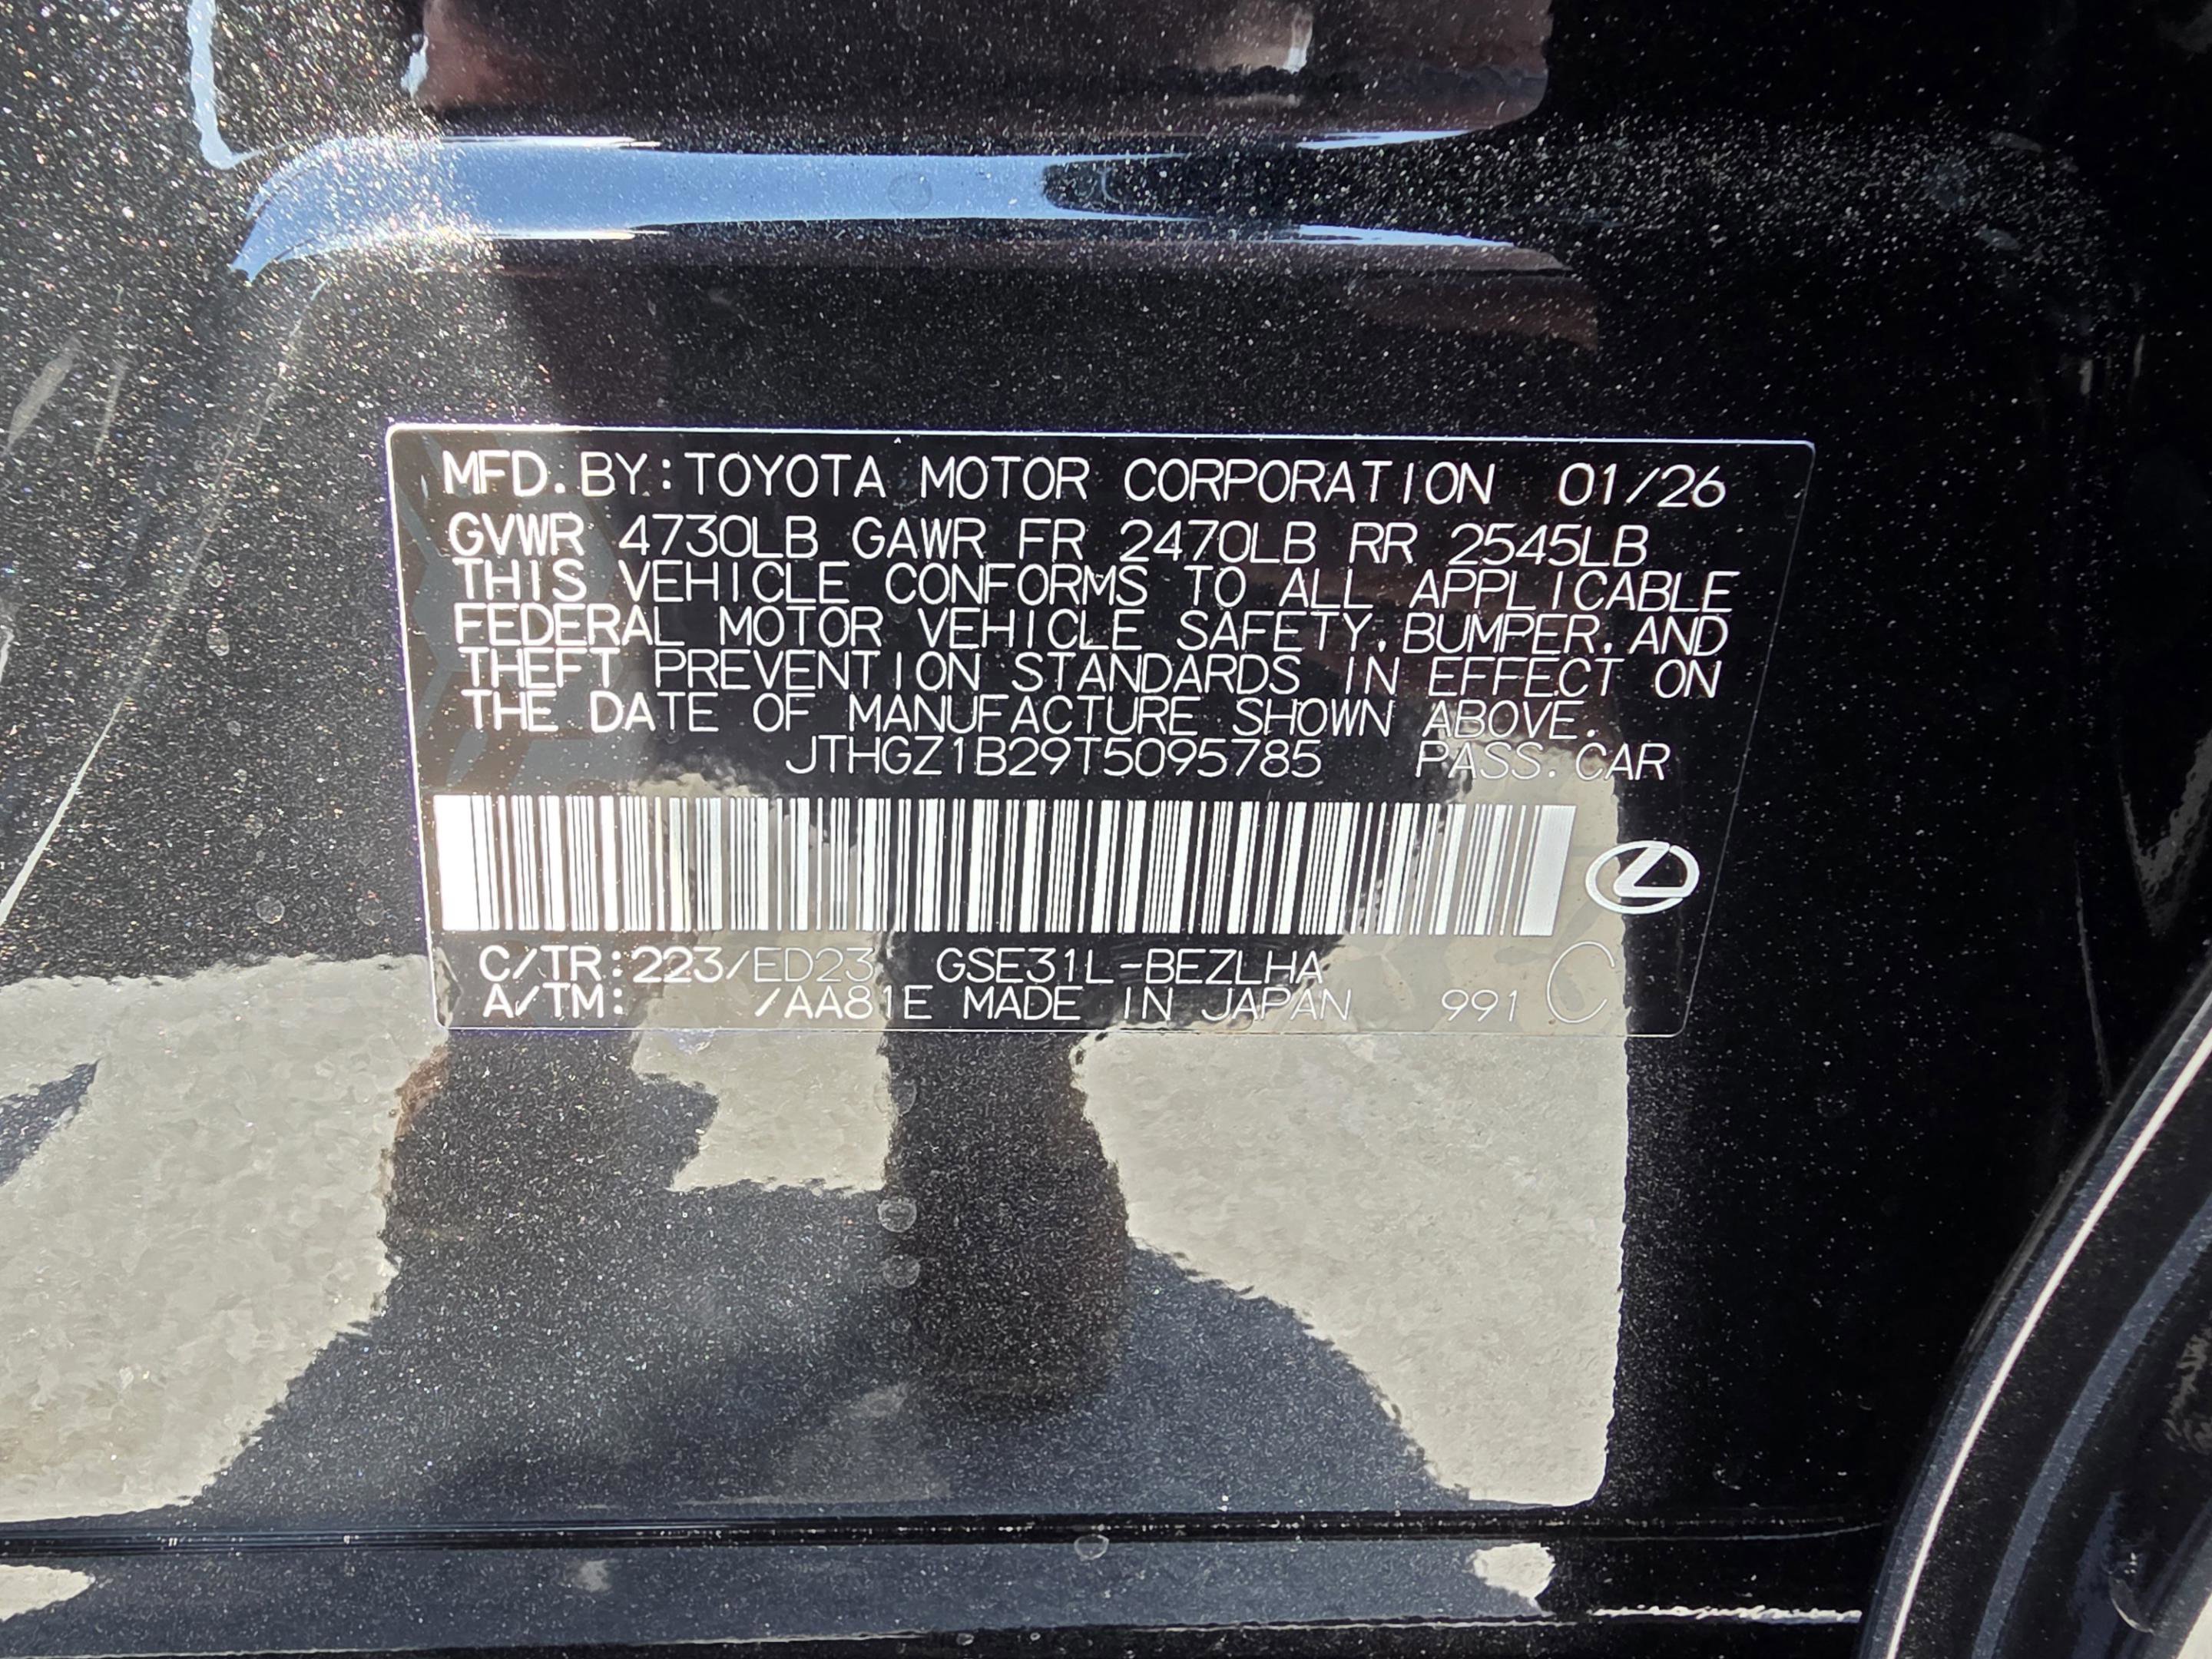 MFD. BY: TOYOTA MOTOR CORPORATION 01/26
GVWR 4730LB GAWR FR 2470LB RR 2545LB
THIS VEHICLE CONFORMS TO ALL APPLICABLE
FEDERAL MOTOR VEHICLE SAFETY, BUMPER, AND
THEFT PREVENTION STANDARDS IN EFFECT ON
THE DATE OF MANUFACTURE SHOWN ABOVE.
JTHGZ1B29T5095785 PASS. CAR
C/TR: 223/ED23 GSE31L-BEZLHA C
A/TM: /AA81E MADE IN JAPAN 991